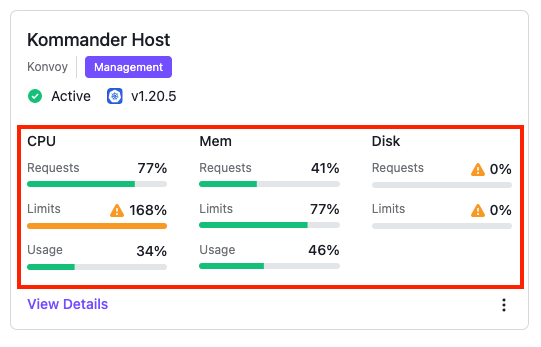 Kommander Host
Konvoy Management
Active v1.20.5
CPU Mem Disk
Requests 77% Requests 41% Requests 0%
Limits 168% Limits 77% Limits 0%
Usage 34% Usage 46%
View Details